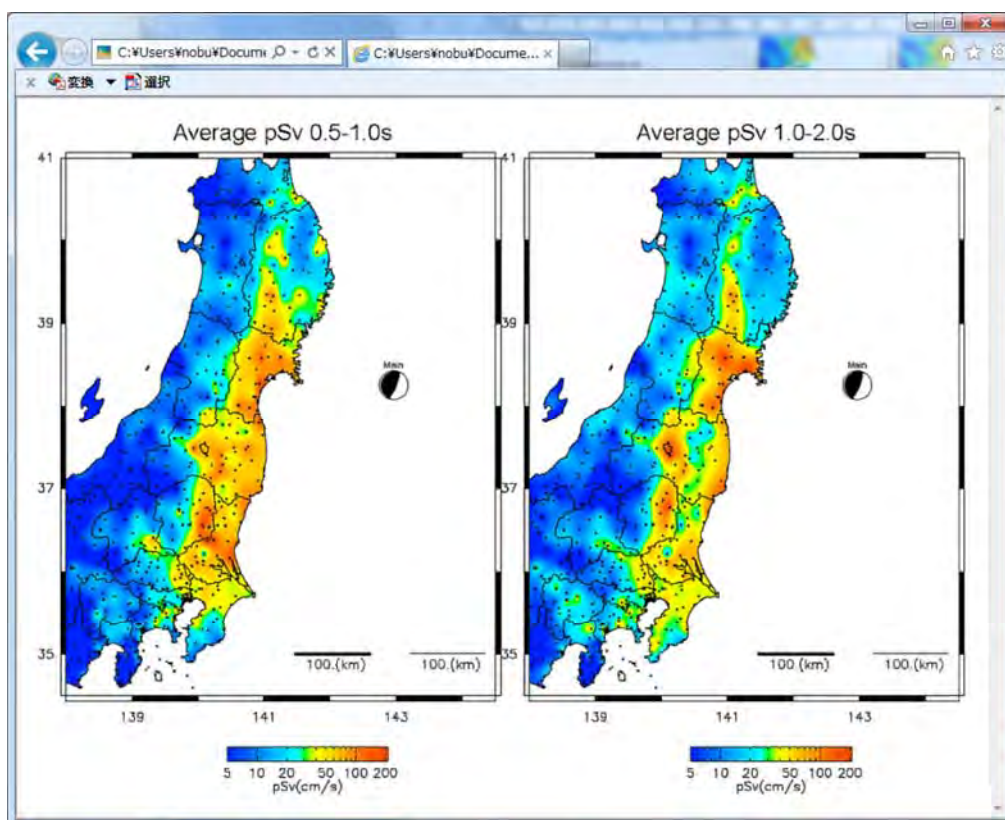 C:¥Users¥nobu¥Docume
C:¥Users¥nobu¥Docume... ×
× 変換 ▼ 選択
Average pSv 0.5-1.0s
41
39
37
35
Main
100.(km) 100.(km)
139 141 143
5 10 20 50 100 200
pSv(cm/s)
Average pSv 1.0-2.0s
41
39
37
35
Main
100.(km) 100.(km)
139 141 143
5 10 20 50 100 200
pSv(cm/s)